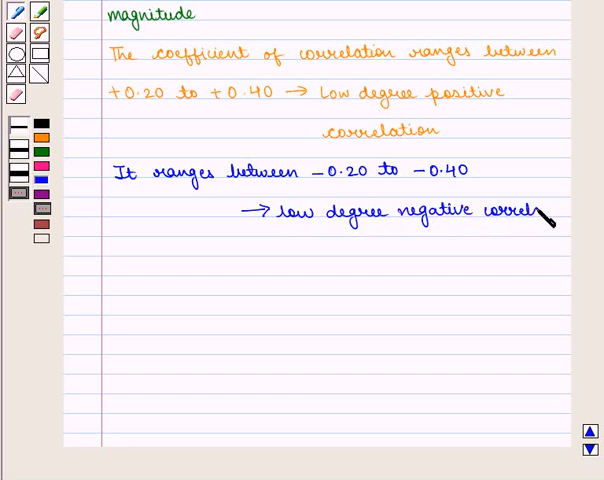 magnitude
The coefficient of correlation ranges between
+0.20 to +0.40 → Low degree positive
correlation
It ranges between -0.20 to -0.40
→ low degree negative correl